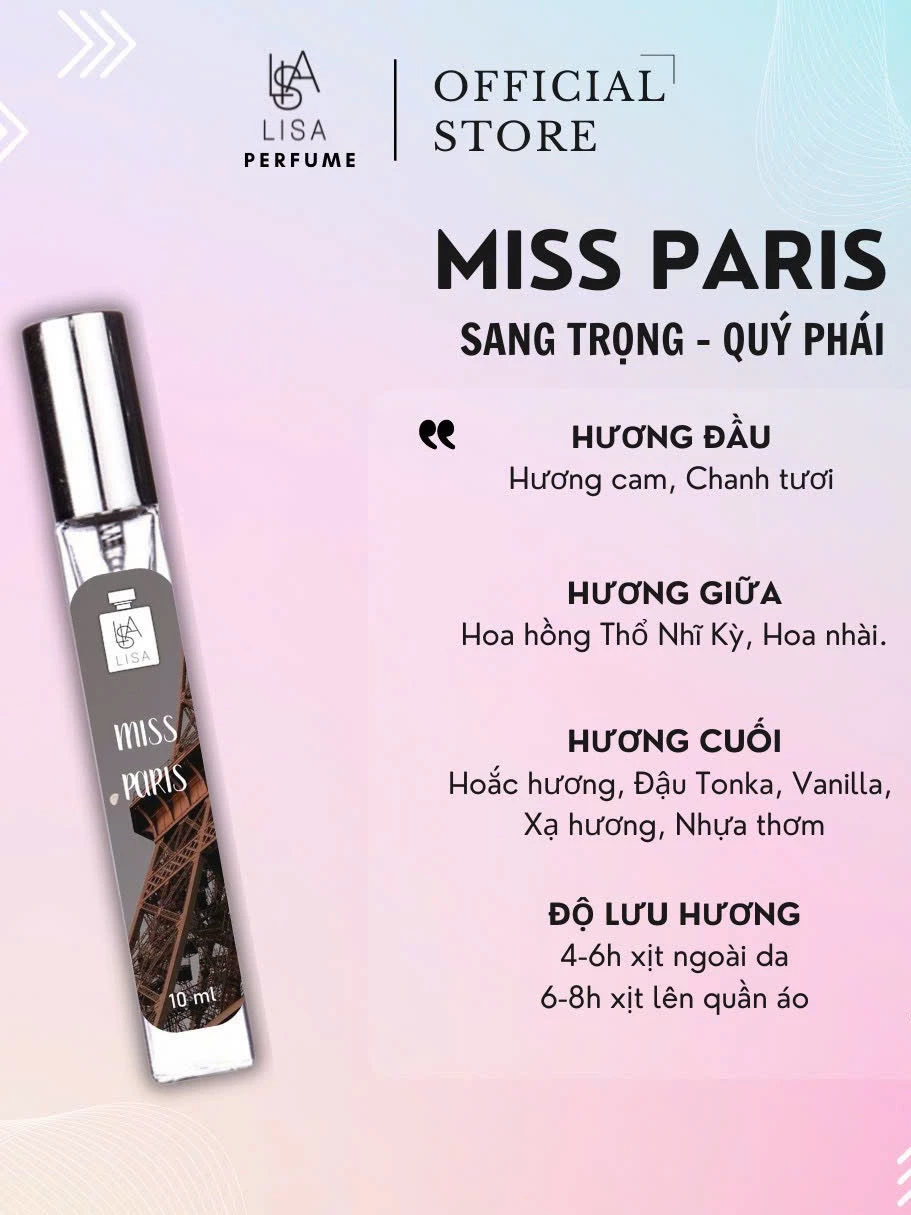 LISA
LISA
PERFUME
OFFICIAL
STORE
MISS PARIS
SANG TRỌNG - QUÝ PHÁI
HƯƠNG ĐẦU
Hương cam, Chanh tươi
HƯƠNG GIỮA
Hoa hồng Thổ Nhĩ Kỳ, Hoa nhài.
HƯƠNG CUỐI
Hoắc hương, Đậu Tonka, Vanilla,
Xạ hương, Nhựa thơm
ĐỘ LƯU HƯƠNG
4-6h xịt ngoài da
6-8h xịt lên quần áo
LISA
LISA
MISS
PARIS
10 ml